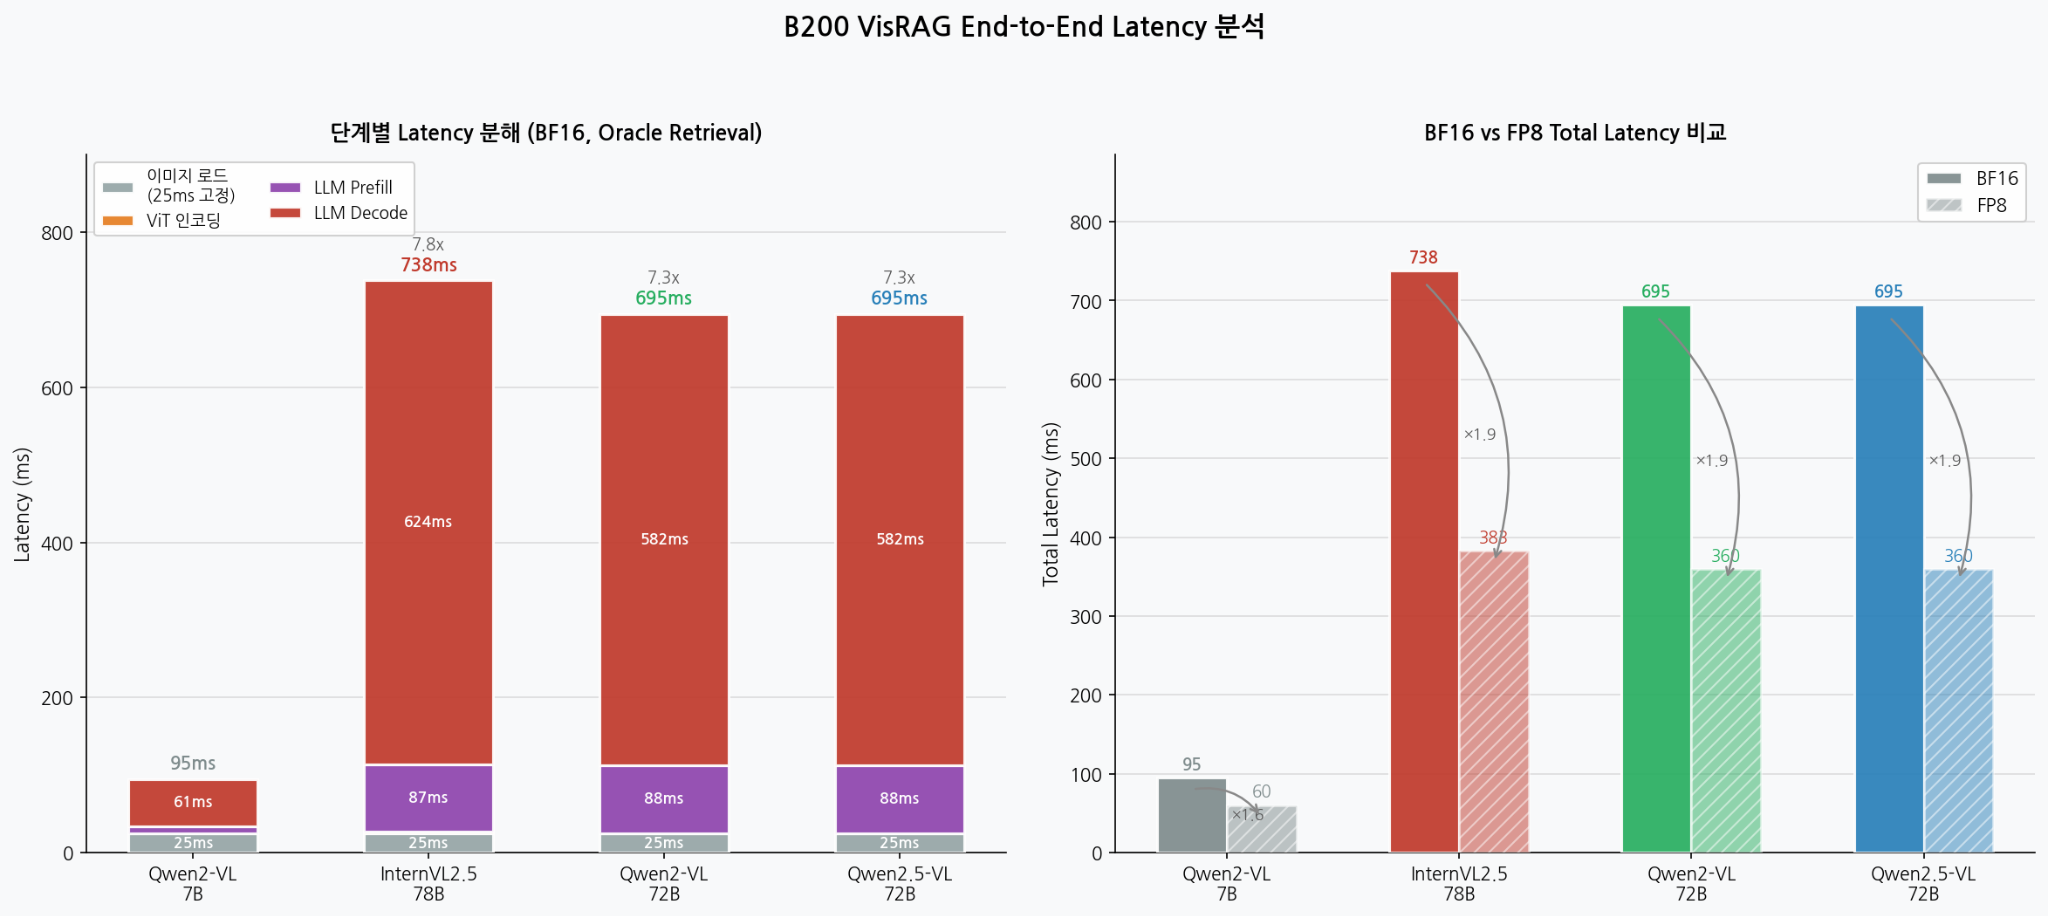 B200 VisRAG End-to-End Latency 분석
단계별 Latency 분해 (BF16, Oracle Retrieval)
이미지 로드
(25ms 고정)
ViT 인코딩
LLM Prefill
LLM Decode
Latency (ms)
800
600
400
200
0
95ms
61ms
25ms
7.8x
738ms
624ms
87ms
25ms
7.3x
695ms
582ms
88ms
25ms
7.3x
695ms
582ms
88ms
25ms
Qwen2-VL
7B
InternVL2.5
78B
Qwen2-VL
72B
Qwen2.5-VL
72B
BF16 vs FP8 Total Latency 비교
BF16
FP8
Total Latency (ms)
800
700
600
500
400
300
200
100
0
95
60
×1.6
738
×1.9
383
695
×1.9
360
695
×1.9
360
Qwen2-VL
7B
InternVL2.5
78B
Qwen2-VL
72B
Qwen2.5-VL
72B